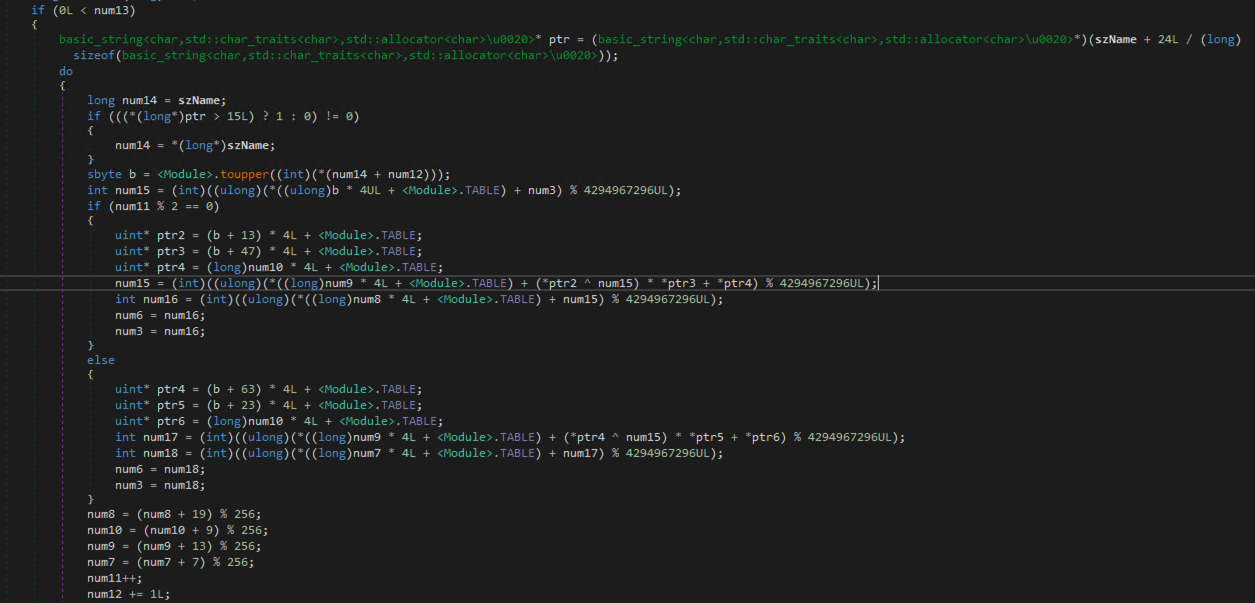 if (0L < num13)
{
basic_string<char,std::char_traits<char>,std::allocator<char>\u0020>* ptr = (basic_string<char,std::char_traits<char>,std::allocator<char>\u0020>*)(szName + 24L / (long)
sizeof(basic_string<char,std::char_traits<char>,std::allocator<char>\u0020>));
do
{
long num14 = szName;
if (((*(long*)ptr > 15L) ? 1 : 0) != 0)
{
num14 = *(long*)szName;
}
sbyte b = <Module>.toupper((int)(*(num14 + num12)));
int num15 = (int)((ulong)(*((ulong)b * 4UL + <Module>.TABLE) + num3) % 4294967296UL);
if (num11 % 2 == 0)
{
uint* ptr2 = (b + 13) * 4L + <Module>.TABLE;
uint* ptr3 = (b + 47) * 4L + <Module>.TABLE;
uint* ptr4 = (long)num10 * 4L + <Module>.TABLE;
num15 = (int)((ulong)(*((long)num9 * 4L + <Module>.TABLE) + (*ptr2 ^ num15) * *ptr3 + *ptr4) % 4294967296UL);
int num16 = (int)((ulong)(*((long)num8 * 4L + <Module>.TABLE) + num15) % 4294967296UL);
num6 = num16;
num3 = num16;
}
else
{
uint* ptr4 = (b + 63) * 4L + <Module>.TABLE;
uint* ptr5 = (b + 23) * 4L + <Module>.TABLE;
uint* ptr6 = (long)num10 * 4L + <Module>.TABLE;
int num17 = (int)((ulong)(*((long)num9 * 4L + <Module>.TABLE) + (*ptr4 ^ num15) * *ptr5 + *ptr6) % 4294967296UL);
int num18 = (int)((ulong)(*((long)num7 * 4L + <Module>.TABLE) + num17) % 4294967296UL);
num6 = num18;
num3 = num18;
}
num8 = (num8 + 19) % 256;
num10 = (num10 + 9) % 256;
num9 = (num9 + 13) % 256;
num7 = (num7 + 7) % 256;
num11++;
num12 += 1L;